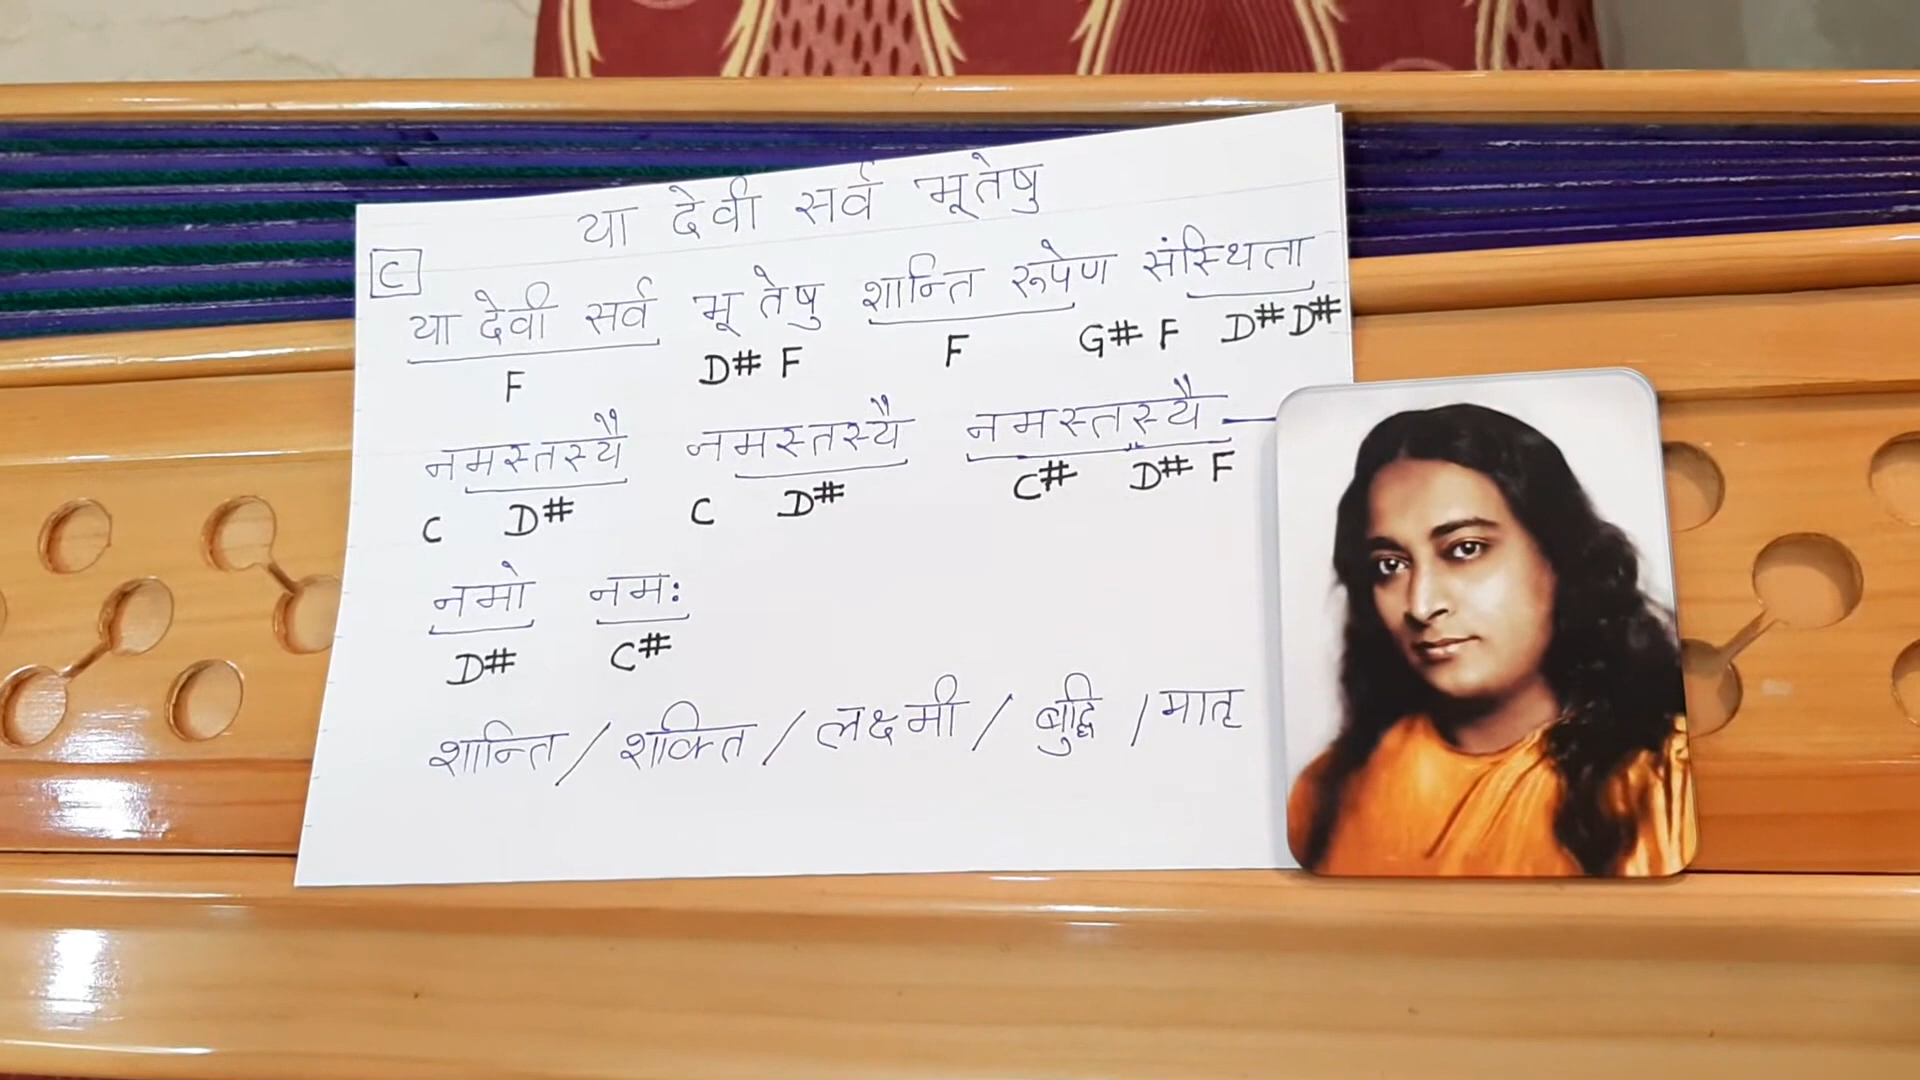 या देवी सर्व भूतेषु
C
या देवी सर्व भू तेषु शान्ति रूपेण संस्थिता
F D# F F G# F D# D#
नमस्तस्यै नमस्तस्यै नमस्तस्यै —
C D# C D# C# D# F
नमो नमः
D# C#
शान्ति / शक्ति / लक्ष्मी / बुद्धि / मातृ